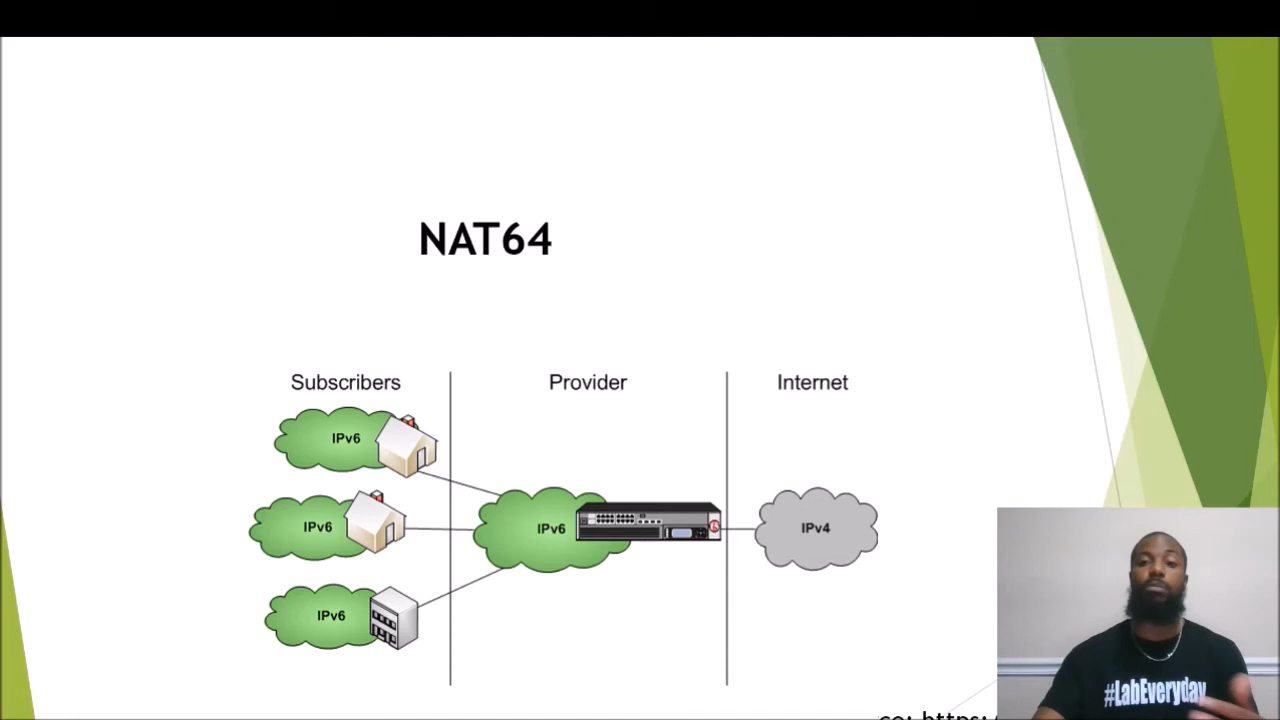 NAT64
Subscribers
Provider
Internet
IPv6
IPv6
IPv6
IPv6
IPv4
#LabEveryday